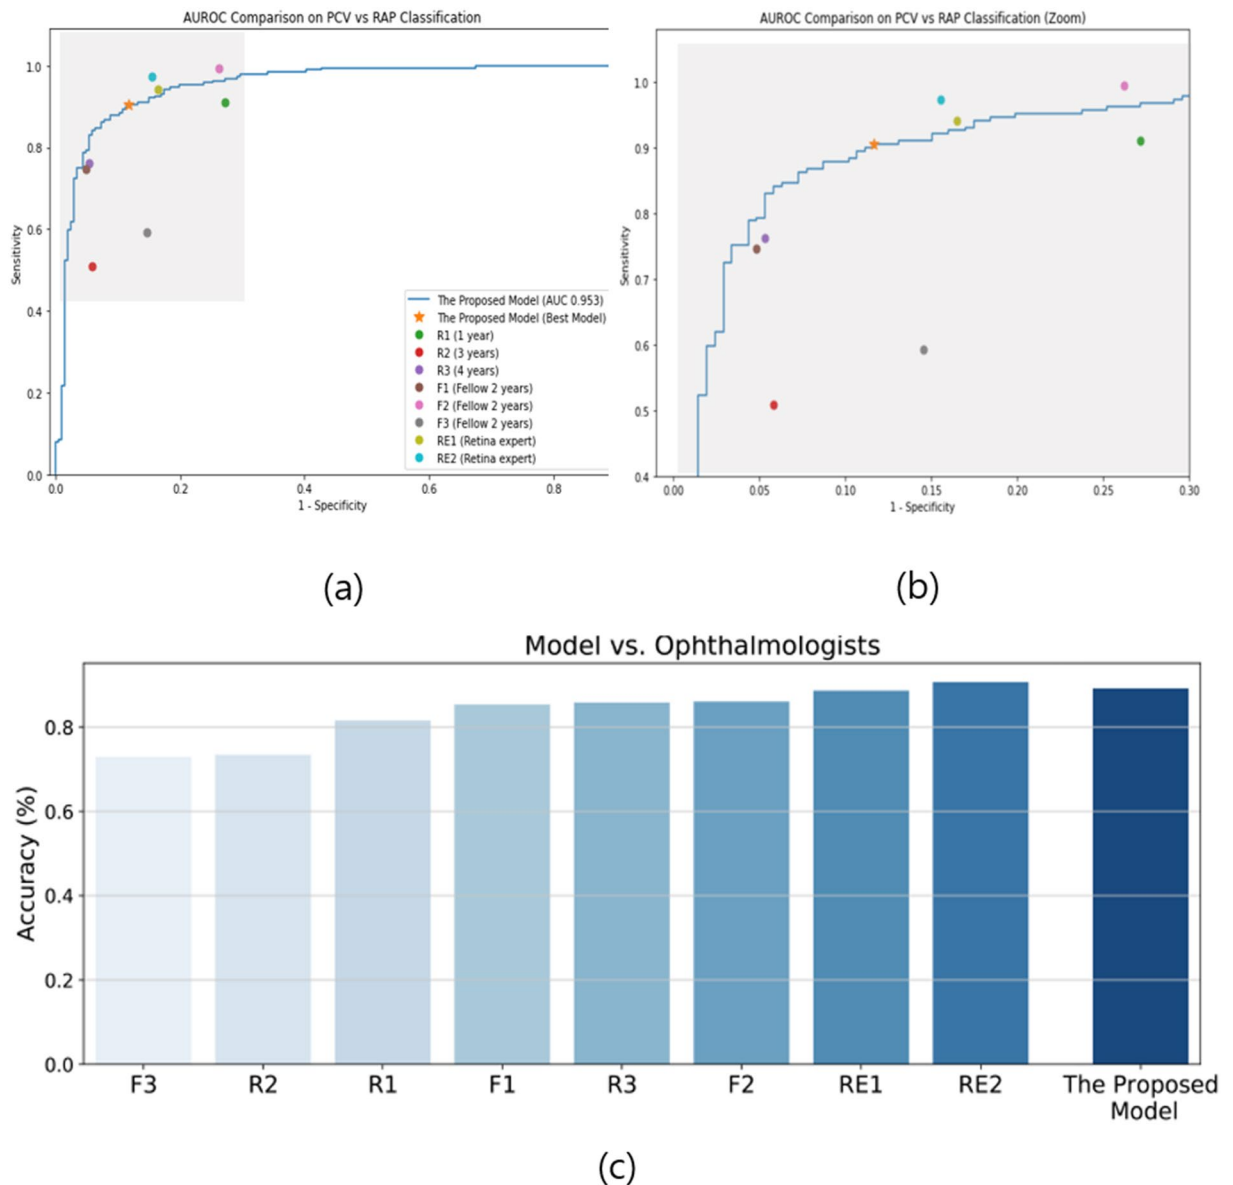 AUROC Comparison on PCV vs RAP Classification
1.0
0.8
0.6
0.4
0.2
0.0
Sensitivity
The Proposed Model (AUC 0.953)
The Proposed Model (Best Model)
R1 (1 year)
R2 (3 years)
R3 (4 years)
F1 (Fellow 2 years)
F2 (Fellow 2 years)
F3 (Fellow 2 years)
RE1 (Retina expert)
RE2 (Retina expert)
0.0 0.2 0.4 0.6 0.8
1 - Specificity
(a)
AUROC Comparison on PCV vs RAP Classification (Zoom)
1.0
0.9
0.8
0.7
0.6
0.5
0.4
Sensitivity
0.00 0.05 0.10 0.15 0.20 0.25 0.30
1 - Specificity
(b)
Model vs. Ophthalmologists
0.8
0.6
0.4
0.2
0.0
Accuracy (%)
F3 R2 R1 F1 R3 F2 RE1 RE2 The Proposed
Model
(c)